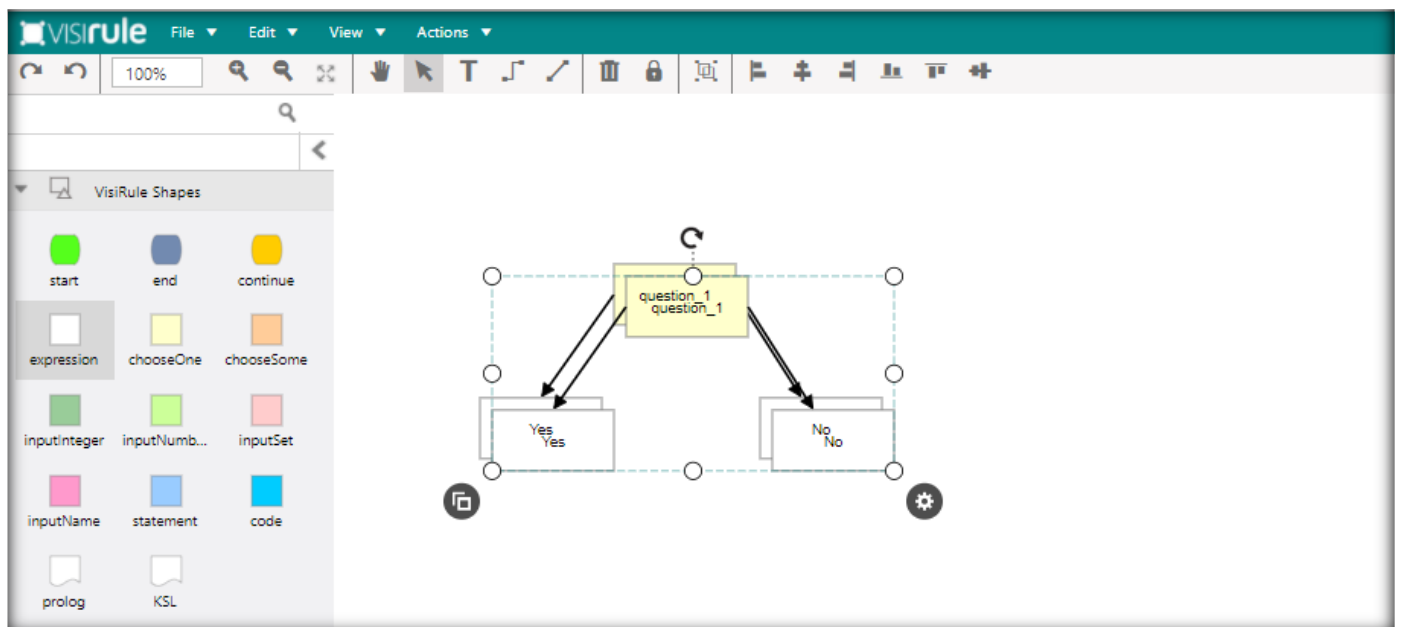 VISIrule File Edit View Actions
100%
VisiRule Shapes
start end continue
expression chooseOne chooseSome
inputInteger inputNumb... inputSet
inputName statement code
prolog KSL
question_1
question_1
Yes
Yes
No
No